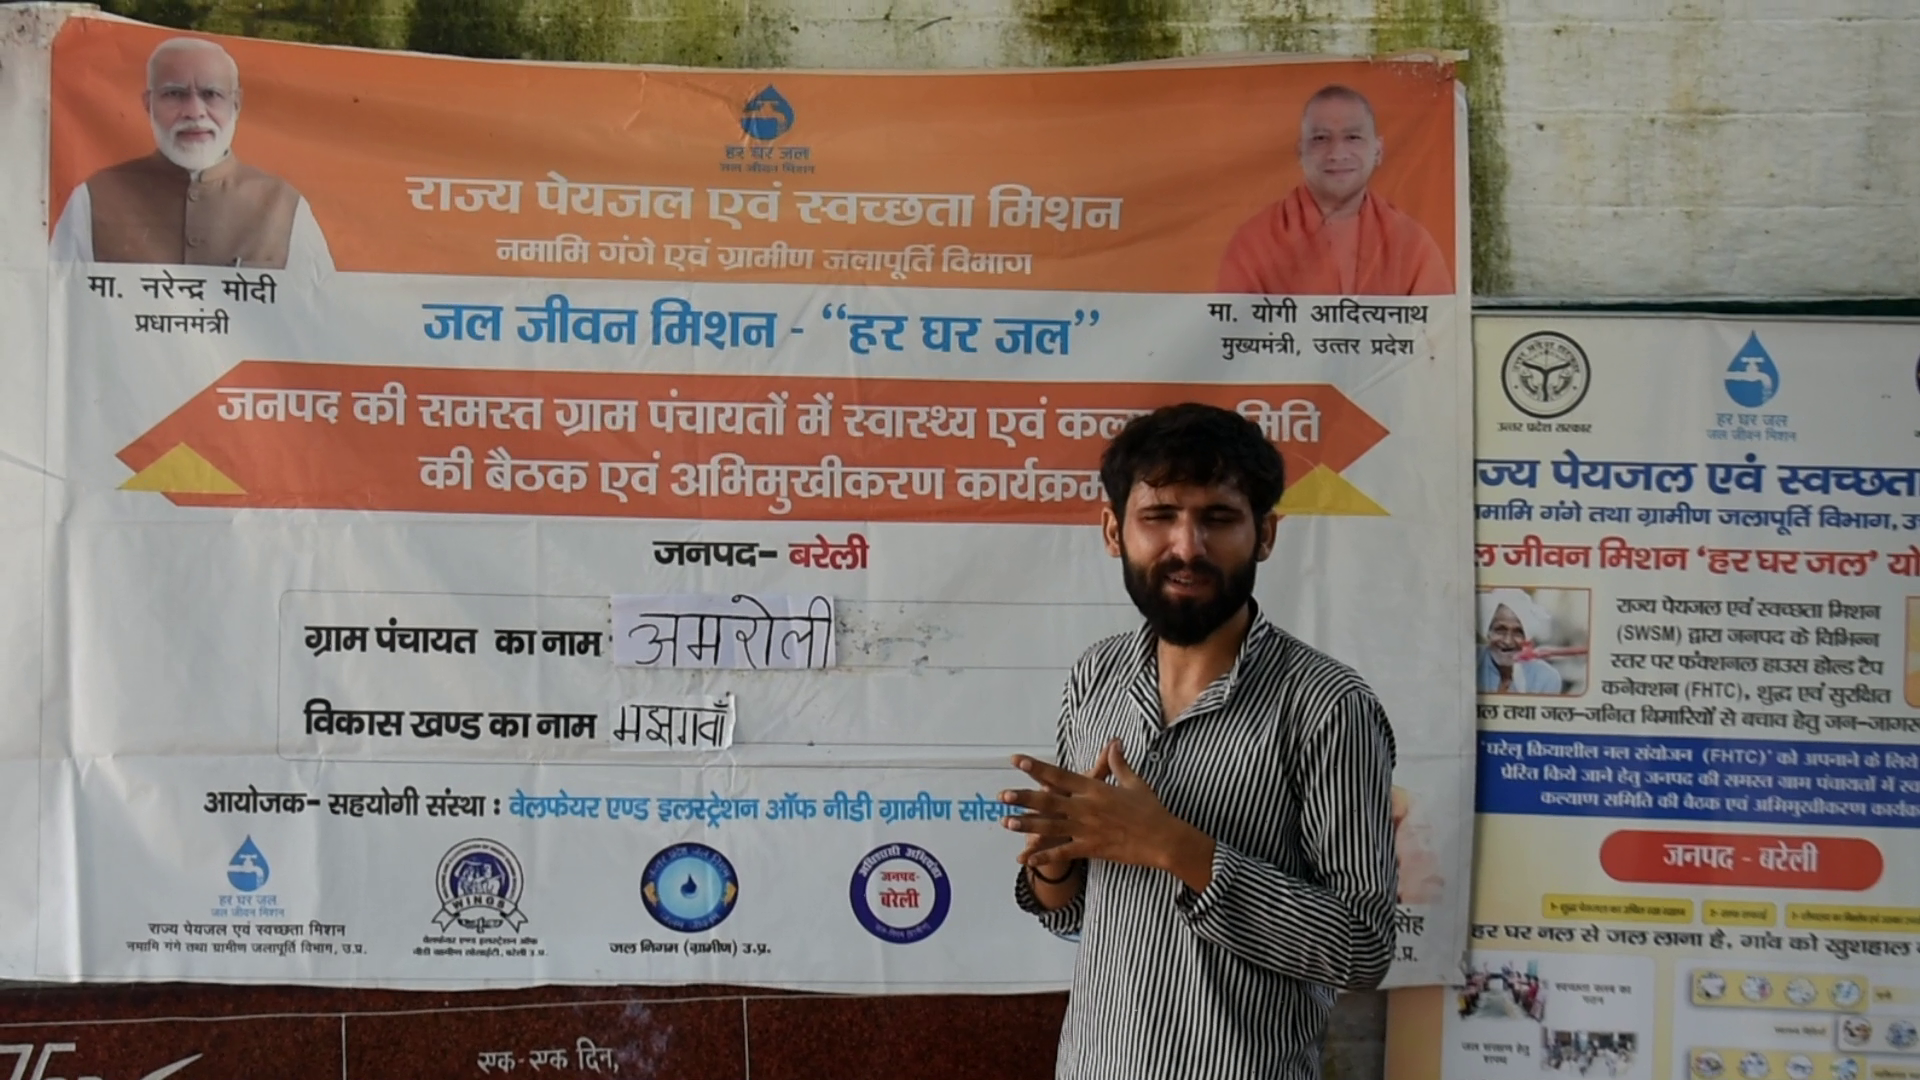 हर घर जल
जल जीवन मिशन
राज्य पेयजल एवं स्वच्छता मिशन
नमामि गंगे एवं ग्रामीण जलापूर्ति विभाग
मा. नरेन्द्र मोदी
प्रधानमंत्री
जल जीवन मिशन - “हर घर जल”
मा. योगी आदित्यनाथ
मुख्यमंत्री, उत्तर प्रदेश
जनपद की समस्त ग्राम पंचायतों में स्वास्थ्य एवं
की बैठक एवं अभिमुखीकरण कार्यक्रम
जनपद- बरेली
ग्राम पंचायत का नाम अमरोली
विकास खण्ड का नाम मझगवाँ
आयोजक- सहयोगी संस्था : वेलफेयर एण्ड इलस्ट्रेशन ऑफ नीडी ग्रामीण
हर घर जल
जल जीवन मिशन
राज्य पेयजल एवं स्वच्छता मिशन
नमामि गंगे तथा ग्रामीण जलापूर्ति विभाग, उ.प्र.
WINGS
जल निगम (ग्रामीण) उ.प्र.
जनपद-
बरेली
एक-एक दिन,
उत्तर प्रदेश सरकार
हर घर जल
जल जीवन मिशन
पेयजल एवं
गंगे तथा ग्रामीण जलापूर्ति विभाग,
जीवन मिशन ‘हर घर जल’
राज्य पेयजल एवं स्वच्छता मिशन
(SWSM) द्वारा जनपद के विभिन्न
स्तर पर फंक्शनल हाउस होल्ड टैप
कनेक्शन (FHTC), शुद्ध एवं सुरक्षित
तथा जल-जनित बिमारियों से बचाव हेतु
'घरेलू क्रियाशील नल संयोजन (FHTC)' को अपनाने के लिये
प्रेरित किये जाने हेतु जनपद की समस्त ग्राम पंचायतों में
कल्याण समिति की बैठक एवं अभिमुखीकरण
जनपद - बरेली
हर घर नल से जल लाना है, गांव को खुशहाल